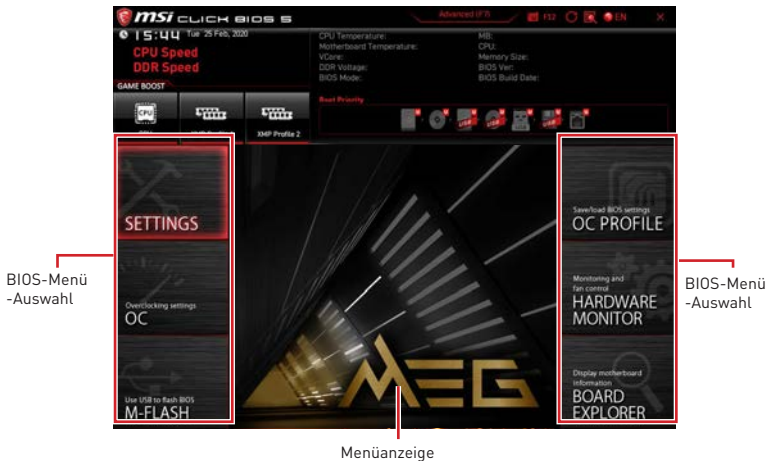 msi CLICK BIOS 5
Advanced (F7)
F12
EN
X
15:44 Tue 25 Feb, 2020
CPU Speed
DDR Speed
CPU Temperature:
Motherboard Temperature:
VCore:
DDR Voltage:
BIOS Mode:
MB:
CPU:
Memory Size:
BIOS Ver:
BIOS Build Date:
GAME BOOST
Boot Priority
CPU
XMP Profile 2
USB
SETTINGS
Overclocking settings
OC
Use USB to flash BIOS
M-FLASH
MEG
Save/load BIOS settings
OC PROFILE
Monitoring and
fan control
HARDWARE
MONITOR
Display motherboard
information
BOARD
EXPLORER
BIOS-Menü
-Auswahl
BIOS-Menü
-Auswahl
Menüanzeige